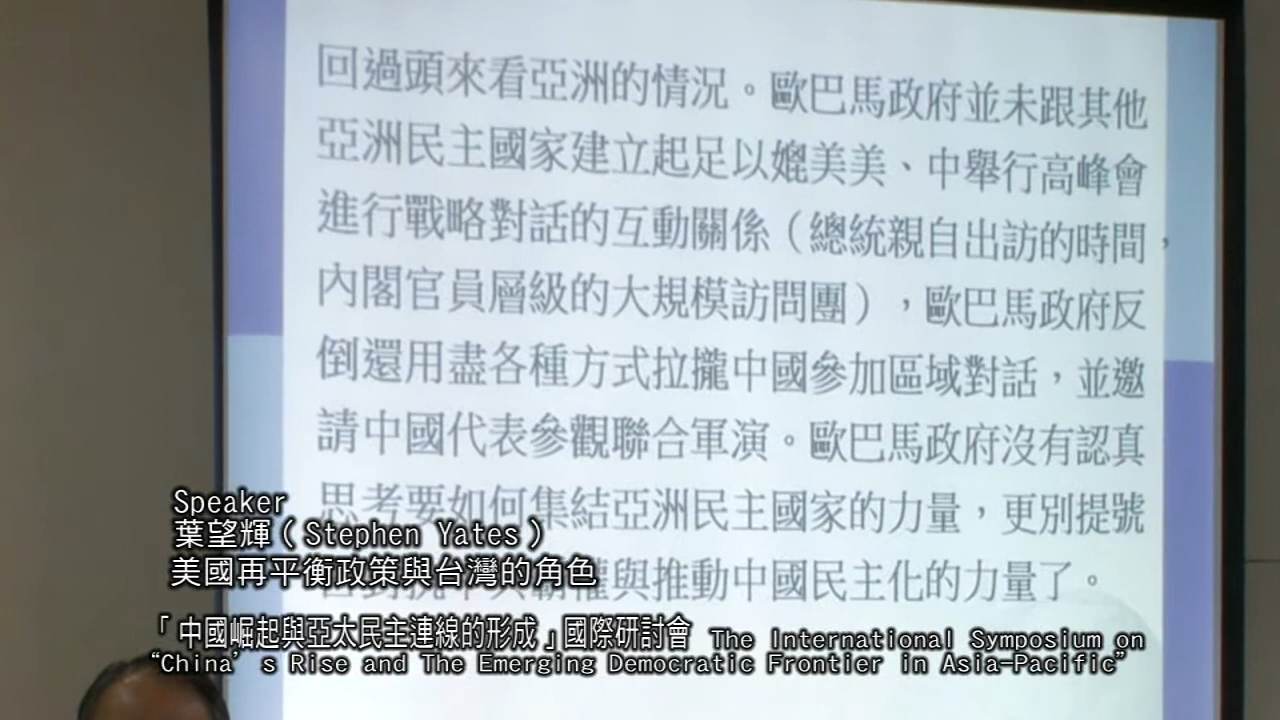 回過頭來看亞洲的情況。歐巴馬政府並未跟其他
亞洲民主國家建立起足以媲美美、中舉行高峰會
進行戰略對話的互動關係（總統親自出訪的時間，
內閣官員層級的大規模訪問團），歐巴馬政府反
倒還用盡各種方式拉攏中國參加區域對話，並邀
請中國代表參觀聯合軍演。歐巴馬政府沒有認真
思考要如何集結亞洲民主國家的力量，更別提號
霸權與推動中國民主化的力量了。
Speaker
葉望輝（Stephen Yates）
美國再平衡政策與台灣的角色
「中國崛起與亞太民主連線的形成」國際研討會 The International Symposium on
“China’s Rise and The Emerging Democratic Frontier in Asia-Pacific”